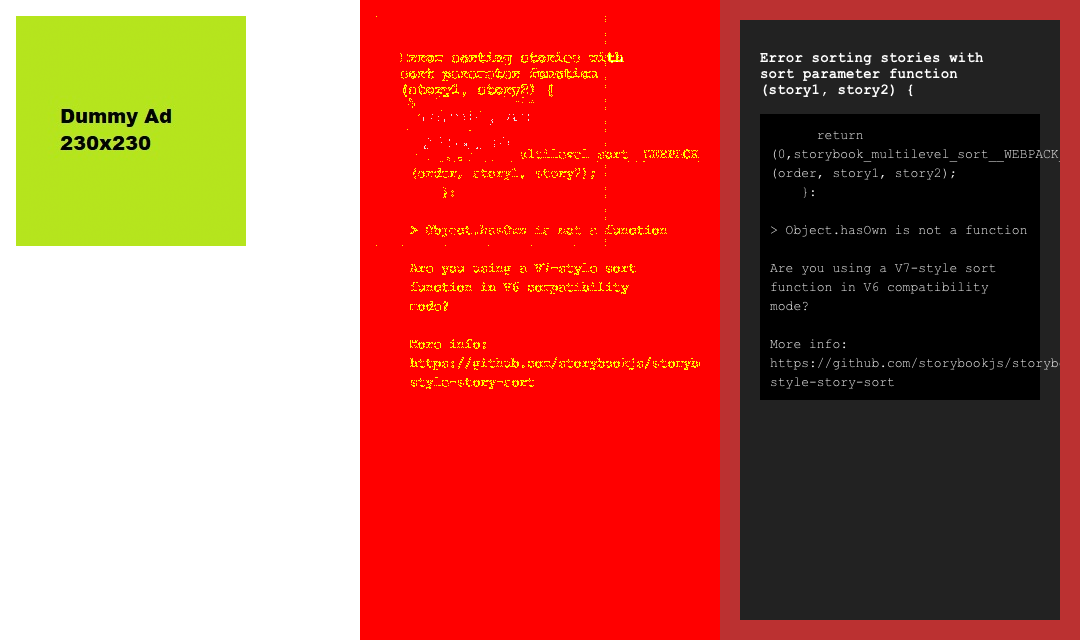 Dummy Ad
230x230
Error sorting stories with
sort parameter function
(story1, story2) {
ultilevel_sort__WEBPACK_
(order, story1, story2);
};
> Object.hasOwn is not a function
Are you using a V7-style sort
function in V6 compatibility
mode?
More info:
https://github.com/storybookjs/storyb
style-story-sort
Error sorting stories with
sort parameter function
(story1, story2) {
return
(0,storybook_multilevel_sort__WEBPACK_
(order, story1, story2);
};
> Object.hasOwn is not a function
Are you using a V7-style sort
function in V6 compatibility
mode?
More info:
https://github.com/storybookjs/storyb
style-story-sort